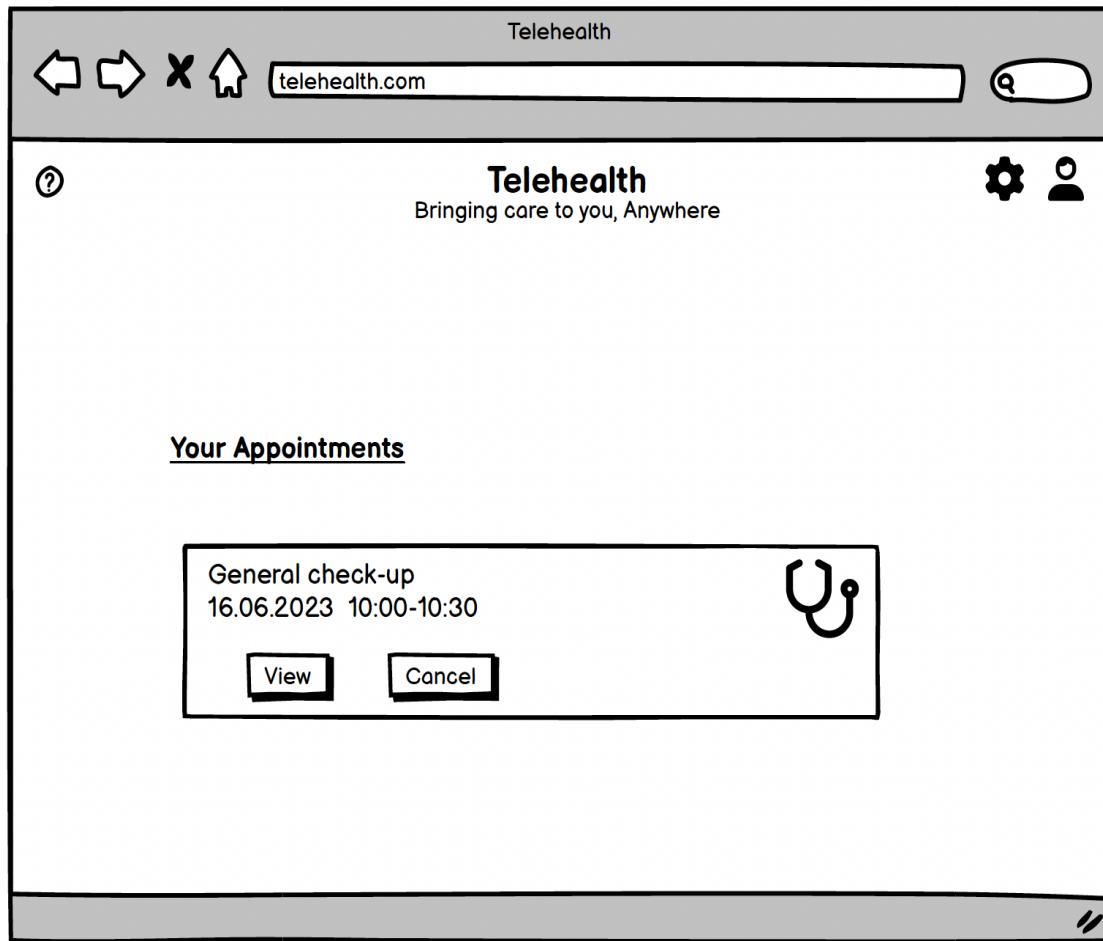 Telehealth
telehealth.com
?
Telehealth
Bringing care to you, Anywhere
Your Appointments
General check-up
16.06.2023 10:00-10:30
View Cancel